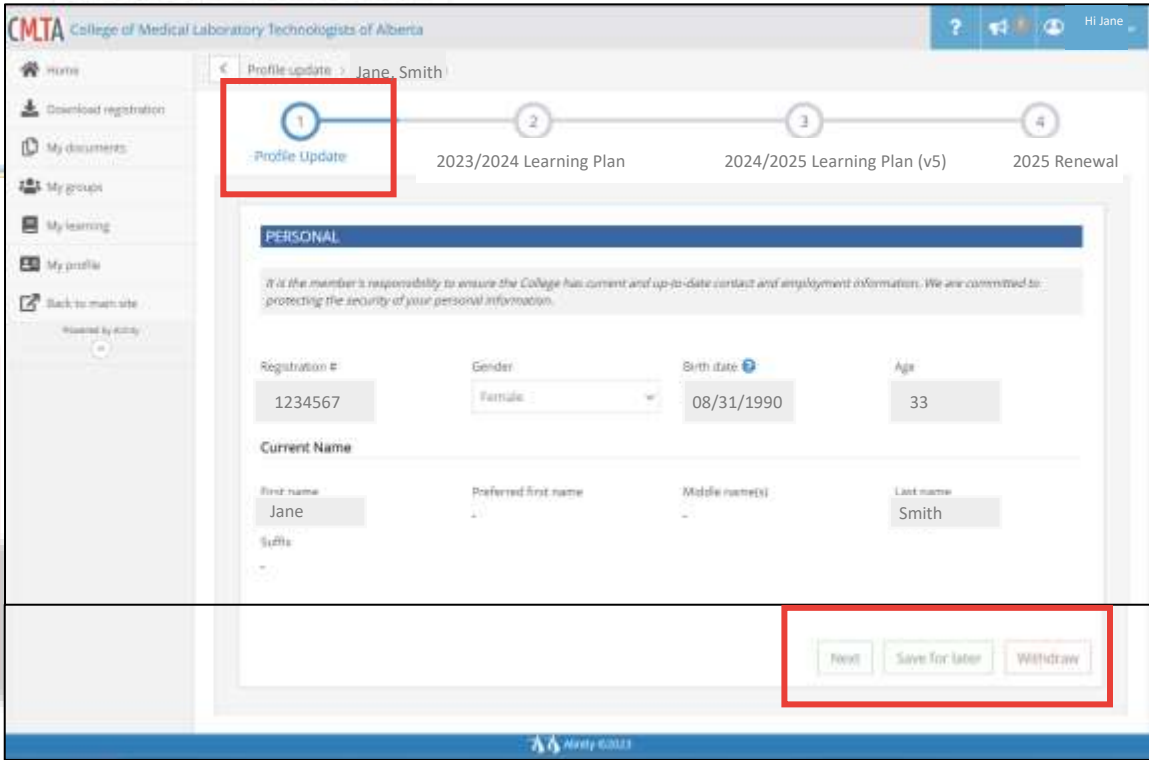 CMLTA College of Medical Laboratory Technologists of Alberta
? Hi Jane
Home
Download registration
My documents
My groups
My learning
My profile
Back to main site
Powered by Alinity
< Profile update > Jane, Smith
1 2 3 4
Profile Update 2023/2024 Learning Plan 2024/2025 Learning Plan (v5) 2025 Renewal
PERSONAL
It is the member's responsibility to ensure the College has current and up-to-date contact and employment information. We are committed to
protecting the security of your personal information.
Registration # Gender Birth date ? Age
1234567 Female 08/31/1990 33
Current Name
First name Preferred first name Middle name(s) Last name
Jane - - Smith
Suffix
-
Next Save for later Withdraw
Alinity ©2023